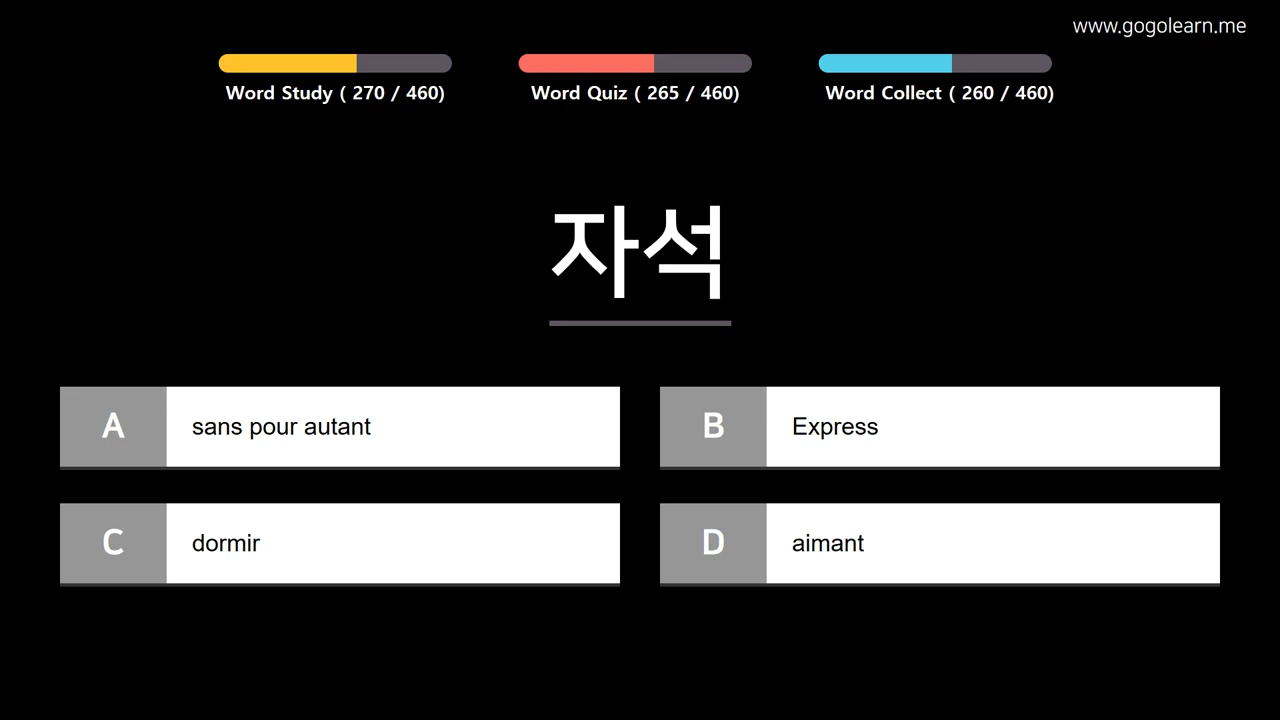 www.gogolearn.me
Word Study ( 270 / 460)
Word Quiz ( 265 / 460)
Word Collect ( 260 / 460)
자석
A
sans pour autant
B
Express
C
dormir
D
aimant